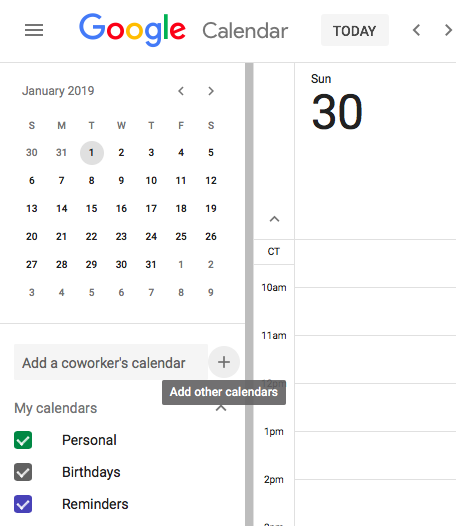 Google Calendar TODAY
January 2019
S M T W T F S
30 31 1 2 3 4 5
6 7 8 9 10 11 12
13 14 15 16 17 18 19
20 21 22 23 24 25 26
27 28 29 30 31 1 2
3 4 5 6 7 8 9
Add a coworker's calendar
Add other calendars
My calendars
Personal
Birthdays
Reminders
Sun
30
CT
10am
11am
12pm
1pm
2pm